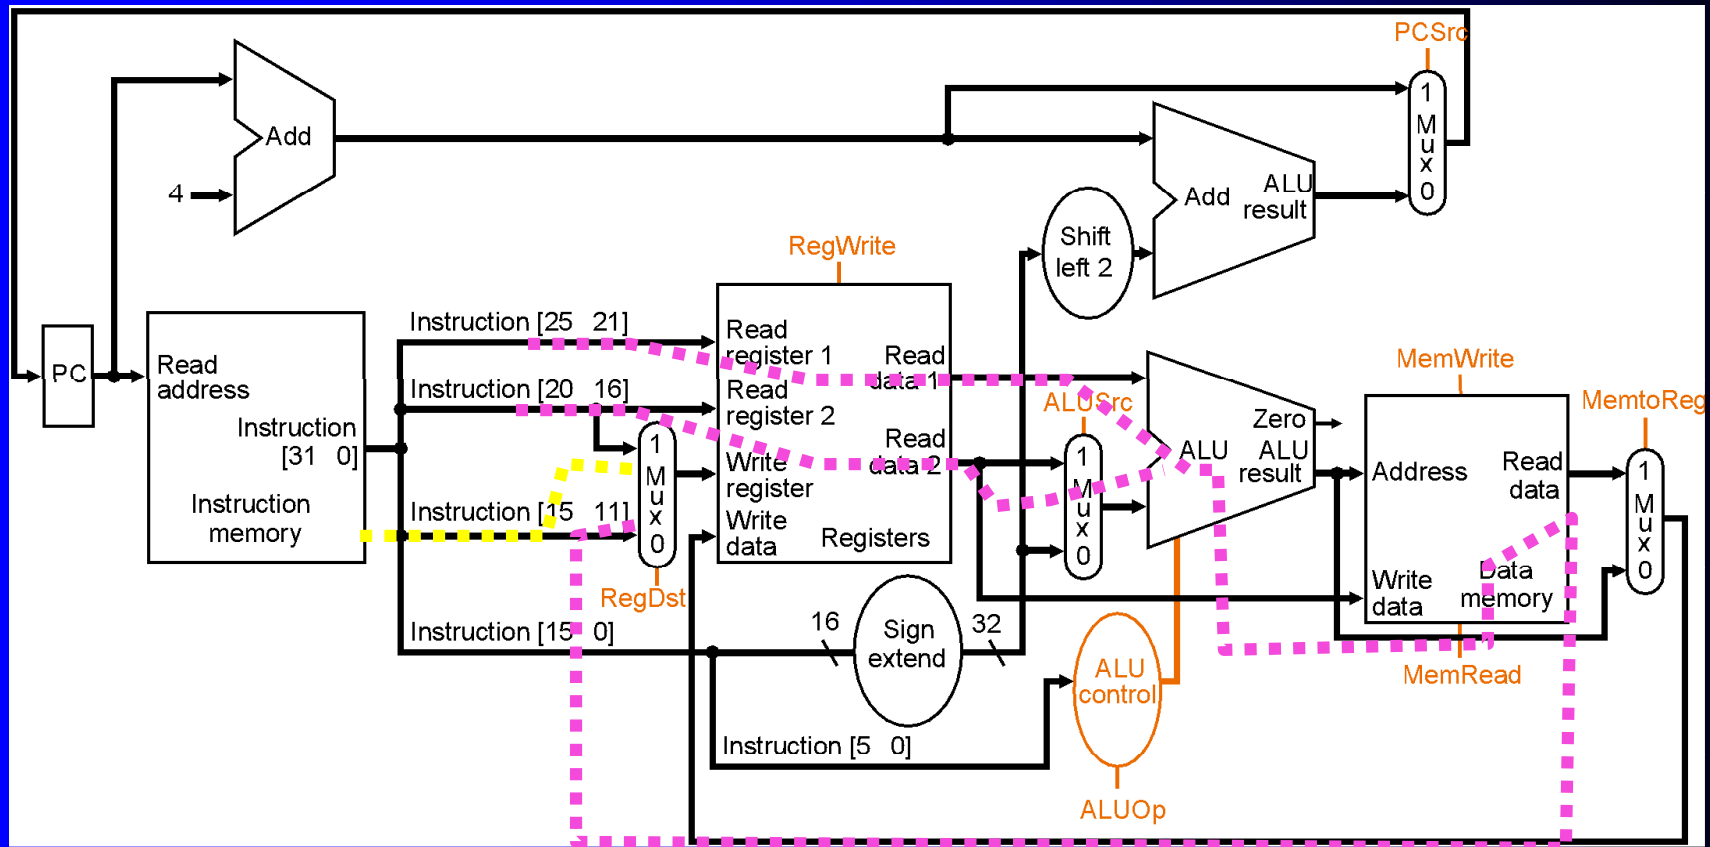 PCSrc
1
M
u
x
0
Add
4
Add
ALU
result
Shift
left 2
RegWrite
Instruction [25 21]
Read
register 1
Read
data 1
PC
Read
address
Instruction [20 16]
Read
register 2
ALUSrc
MemWrite
MemtoReg
Instruction
[31 0]
1
M
u
x
0
Write
register
Read
data 2
1
M
u
x
0
ALU
Zero
ALU
result
Address
Read
data
1
M
u
x
0
Instruction
memory
Instruction [15 11]
Write
data
Registers
RegDst
Write
data
Data
memory
Instruction [15 0]
16
Sign
extend
32
ALU
control
MemRead
Instruction [5 0]
ALUOp